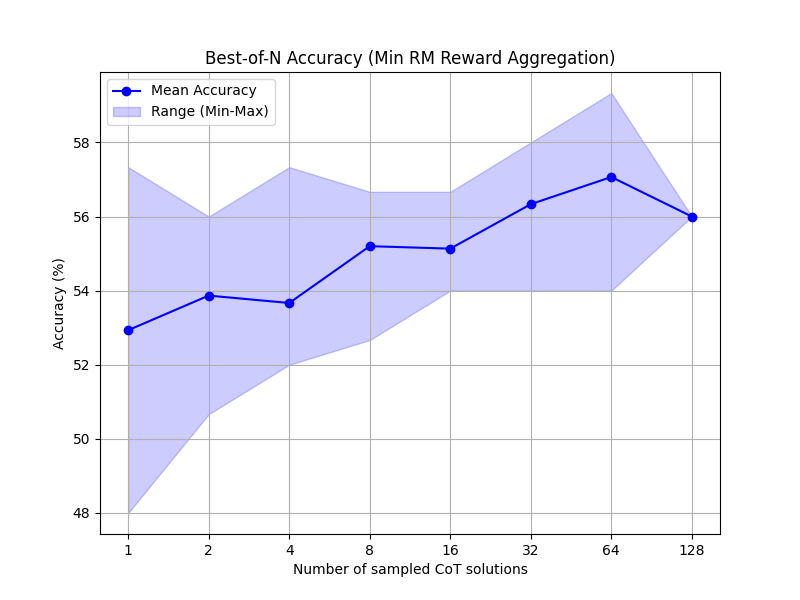 Best-of-N Accuracy (Min RM Reward Aggregation)
Mean Accuracy
Range (Min-Max)
Accuracy (%)
58
56
54
52
50
48
1 2 4 8 16 32 64 128
Number of sampled CoT solutions